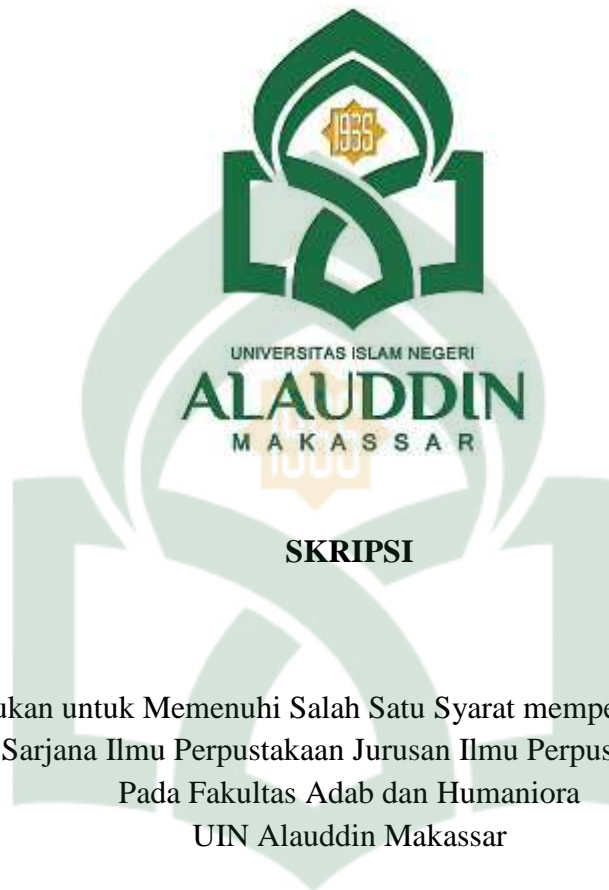 1965
UNIVERSITAS ISLAM NEGERI
ALAUDDIN
MAKASSAR
SKRIPSI
ukan untuk Memenuhi Salah Satu Syarat mempe
Sarjana Ilmu Perpustakaan Jurusan Ilmu Perpus
Pada Fakultas Adab dan Humaniora
UIN Alauddin Makassar